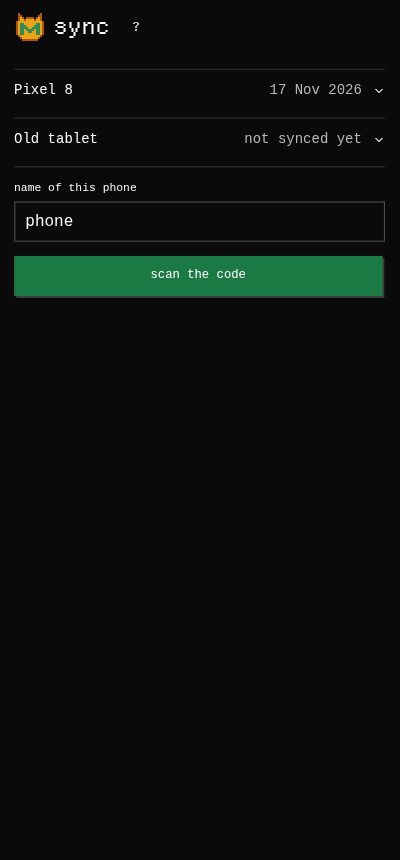 sync ?
Pixel 8 17 Nov 2026
Old tablet not synced yet
name of this phone
phone
scan the code